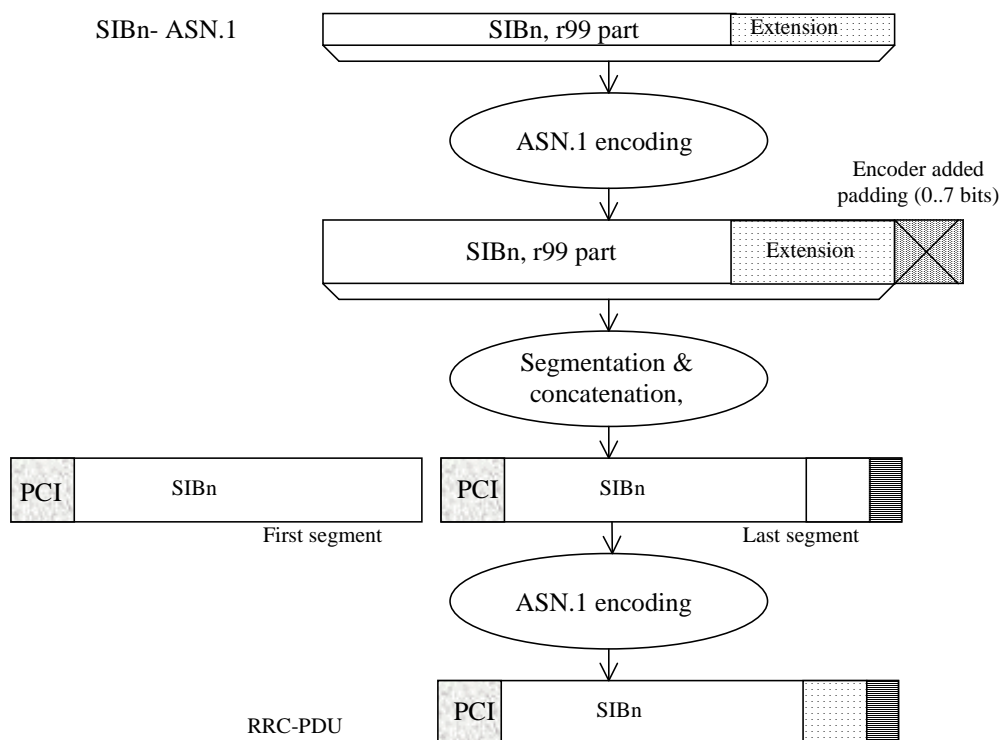 SIBn- ASN.1
SIBn, r99 part
Extension
ASN.1 encoding
Encoder added
padding (0..7 bits)
SIBn, r99 part
Extension
Segmentation &
concatenation,
PCI
SIBn
PCI
SIBn
First segment
Last segment
ASN.1 encoding
PCI
SIBn
RRC-PDU